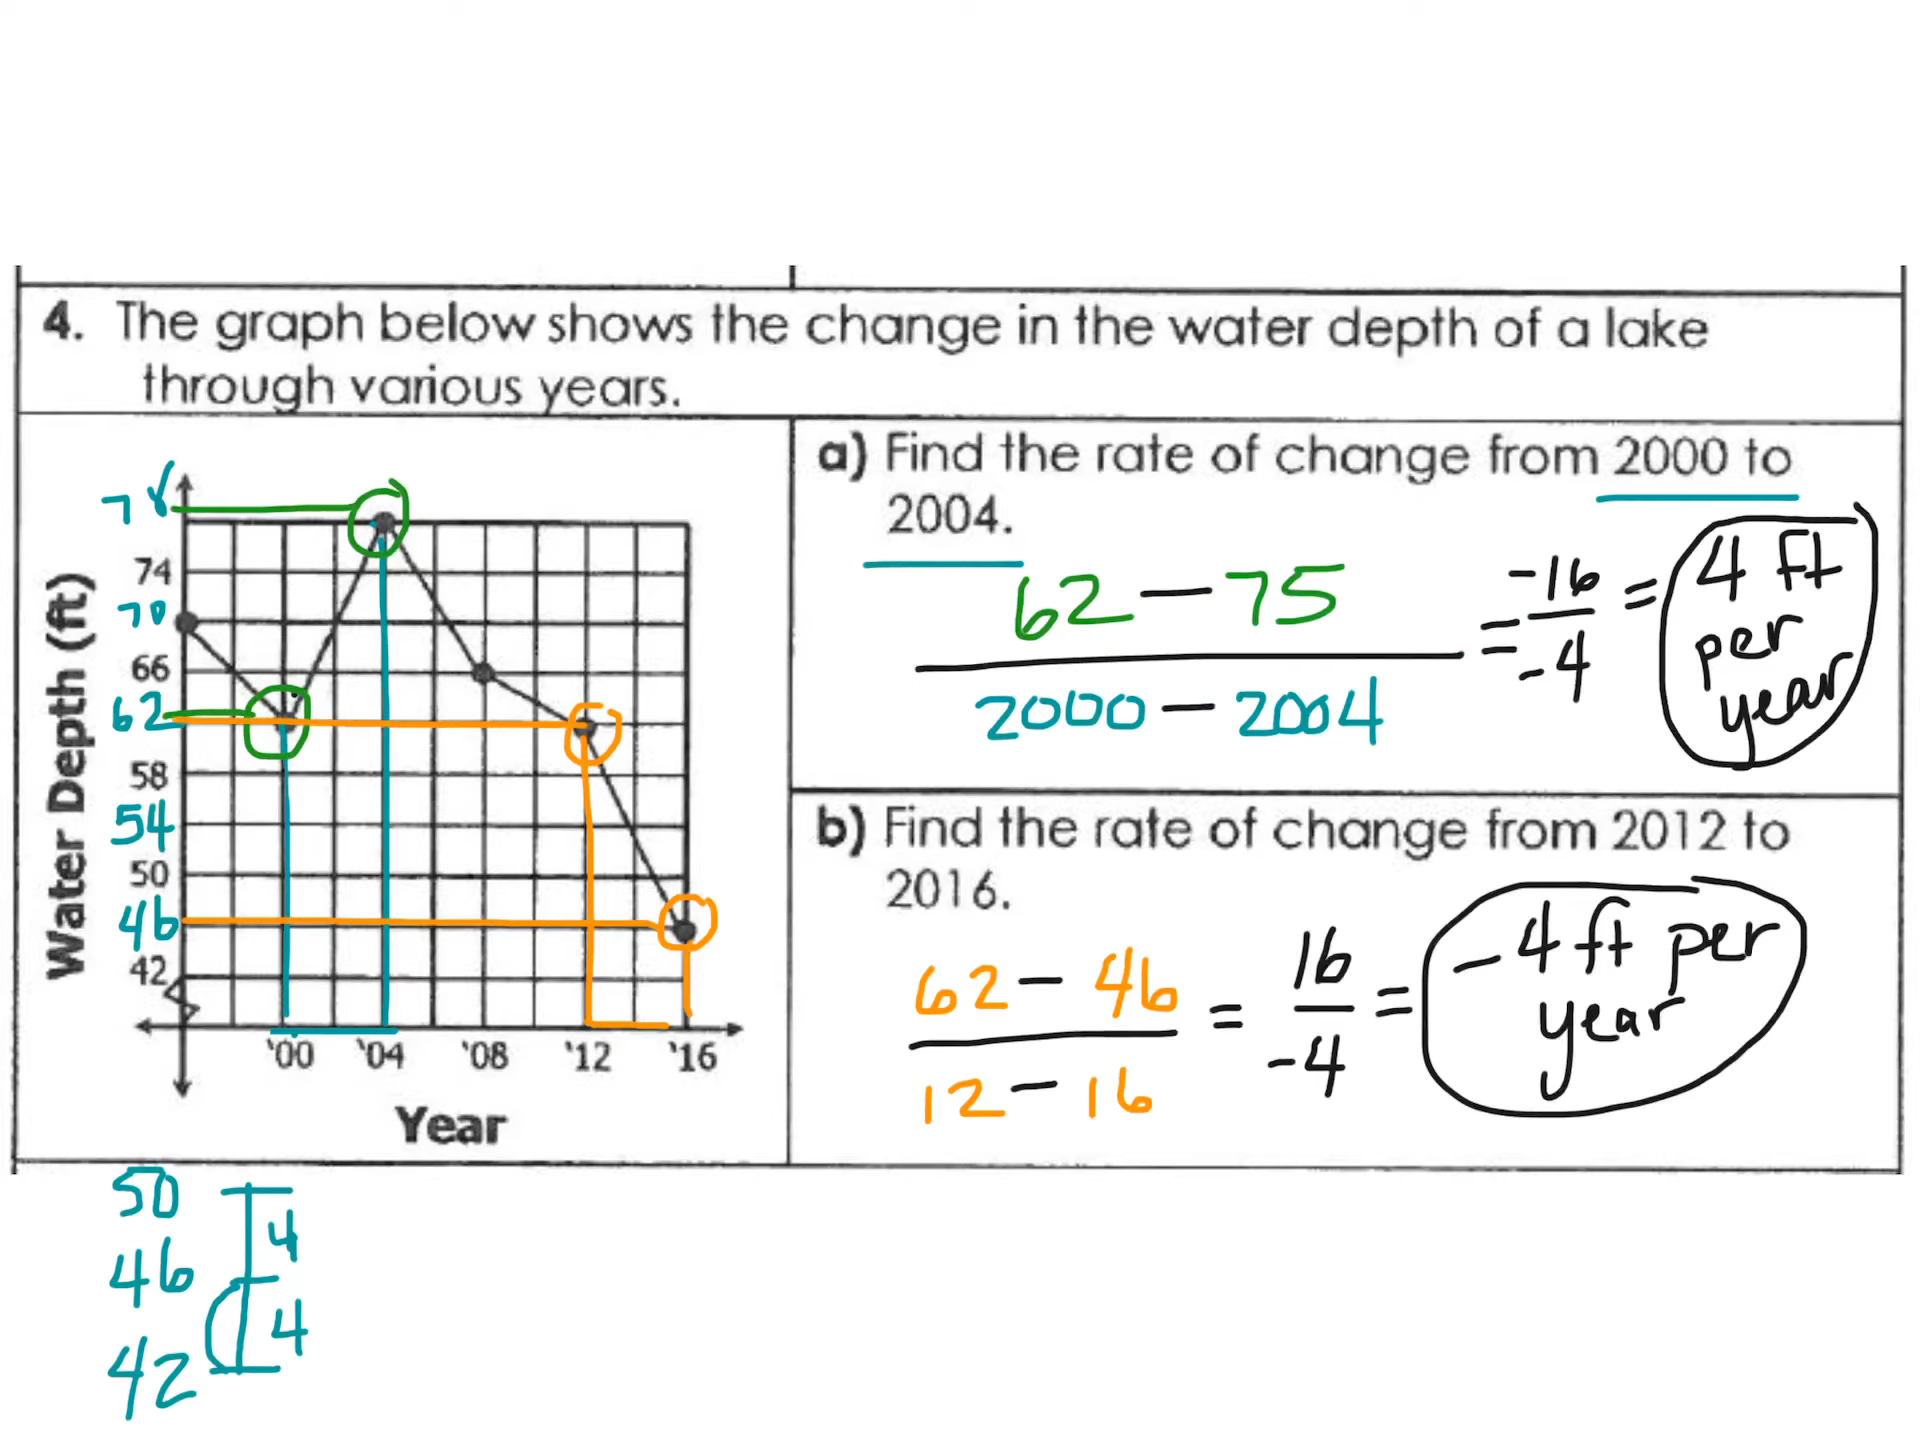 4. The graph below shows the change in the water depth of a lake
through various years.
78
74
70
66
62
58
54
50
46
42
Water Depth (ft)
'00 '04 '08 '12 '16
Year
a) Find the rate of change from 2000 to
2004.
62 - 75
2000 - 2004
= -16
-4
= 4 ft
per
year
b) Find the rate of change from 2012 to
2016.
62 - 46
12 - 16
= 16
-4
= -4 ft per
year
50
4
46
4
42